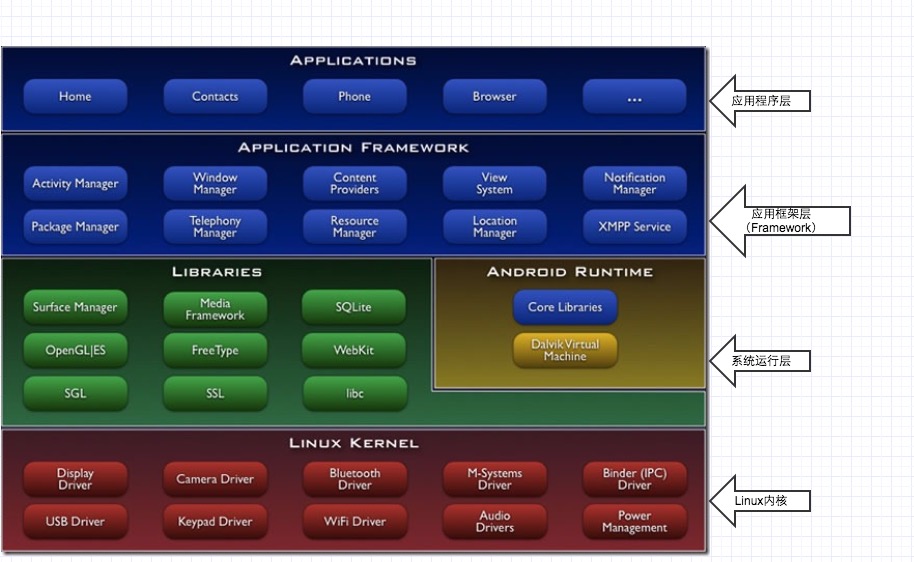 APPLICATIONS
Home
Contacts
Phone
Browser
...
应用程序层
APPLICATION FRAMEWORK
Activity Manager
Window
Manager
Content
Providers
View
System
Notification
Manager
Package Manager
Telephony
Manager
Resource
Manager
Location
Manager
XMPP Service
应用框架层
（Framework）
LIBRARIES
Surface Manager
Media
Framework
SQLite
OpenGL|ES
FreeType
WebKit
SGL
SSL
libc
ANDROID RUNTIME
Core Libraries
Dalvik Virtual
Machine
系统运行层
LINUX KERNEL
Display
Driver
Camera Driver
Bluetooth
Driver
M-Systems
Driver
Binder (IPC)
Driver
USB Driver
Keypad Driver
WiFi Driver
Audio
Drivers
Power
Management
Linux内核